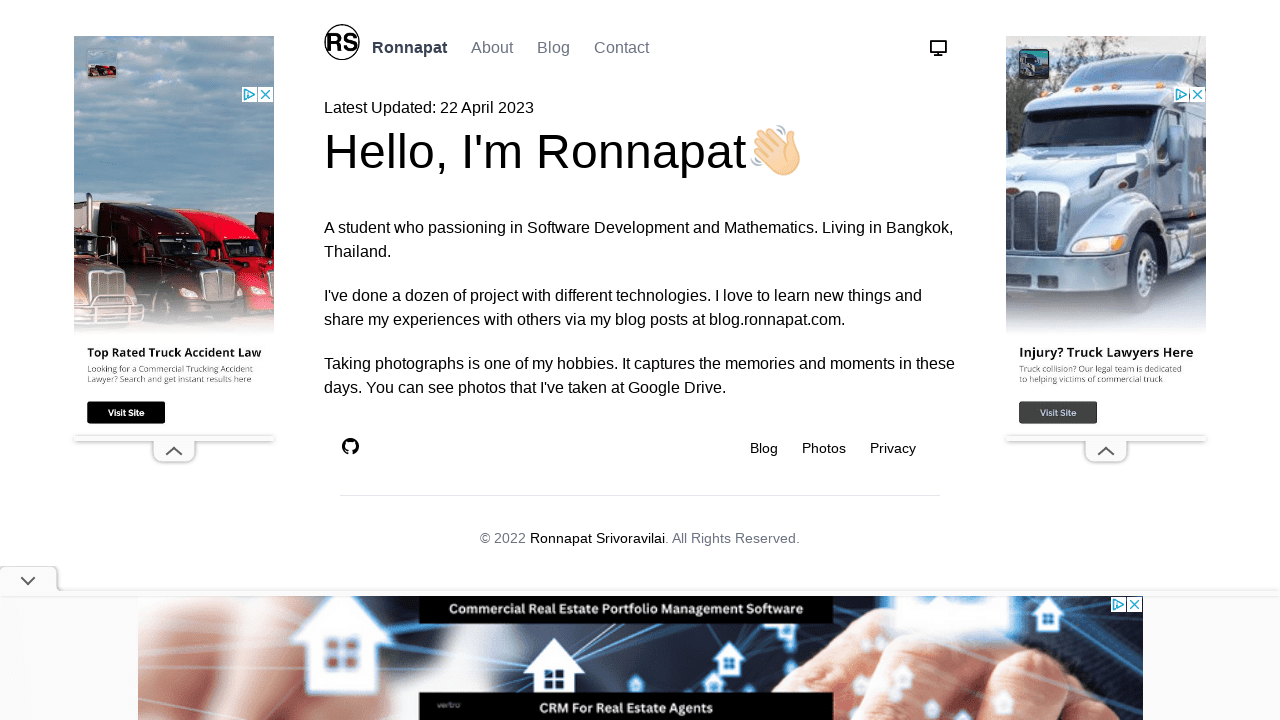 RS Ronnapat About Blog Contact
Latest Updated: 22 April 2023
Hello, I'm Ronnapat
A student who passioning in Software Development and Mathematics. Living in Bangkok,
Thailand.
I've done a dozen of project with different technologies. I love to learn new things and
share my experiences with others via my blog posts at blog.ronnapat.com.
Taking photographs is one of my hobbies. It captures the memories and moments in these
days. You can see photos that I've taken at Google Drive.
Blog Photos Privacy
© 2022 Ronnapat Srivoravilai. All Rights Reserved.
Top Rated Truck Accident Law
Looking for a Commercial Trucking Accident
Lawyer? Search and get instant results here
Visit Site
Injury? Truck Lawyers Here
Truck collision? Our legal team is dedicated
to helping victims of commercial truck
Visit Site
Commercial Real Estate Portfolio Management Software
vertro
CRM For Real Estate Agents